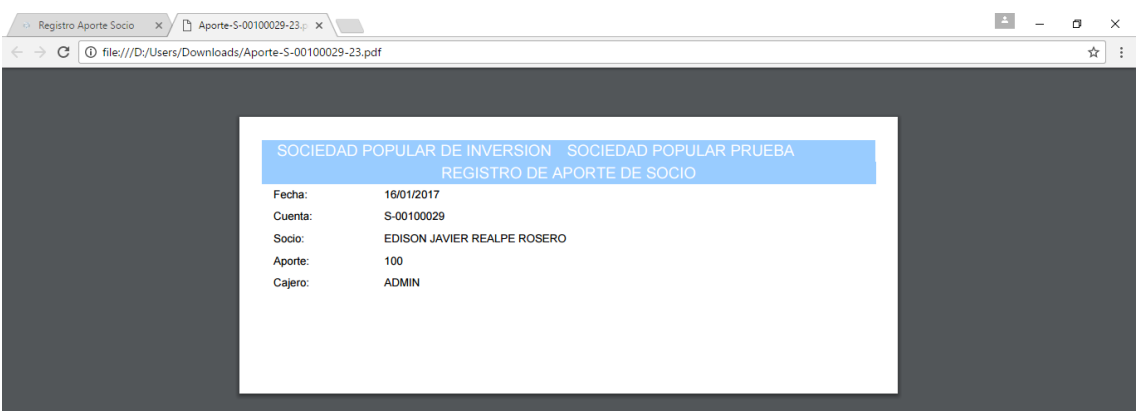 Registro Aporte Socio
Aporte-S-00100029-23.p
file:///D:/Users/Downloads/Aporte-S-00100029-23.pdf
SOCIEDAD POPULAR DE INVERSION SOCIEDAD POPULAR PRUEBA
REGISTRO DE APORTE DE SOCIO
Fecha: 16/01/2017
Cuenta: S-00100029
Socio: EDISON JAVIER REALPE ROSERO
Aporte: 100
Cajero: ADMIN